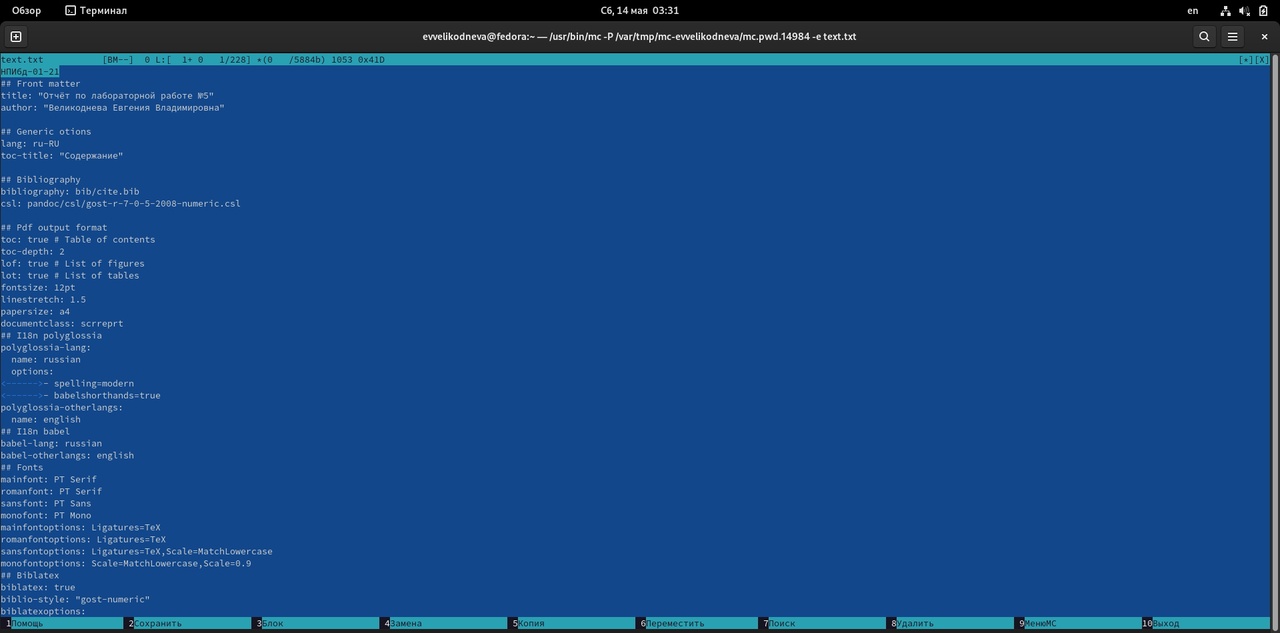 Обзор Терминал Сб, 14 мая 03:31 en
evvelikodneva@fedora:~ — /usr/bin/mc -P /var/tmp/mc-evvelikodneva/mc.pwd.14984 -e text.txt
text.txt [BM--] 0 L:[ 1+ 0 1/228] *(0 /5884b) 1053 0x41D [*][X]
НПИбд-01-21
## Front matter
title: "Отчёт по лабораторной работе №5"
author: "Великоднева Евгения Владимировна"
## Generic otions
lang: ru-RU
toc-title: "Содержание"
## Bibliography
bibliography: bib/cite.bib
csl: pandoc/csl/gost-r-7-0-5-2008-numeric.csl
## Pdf output format
toc: true # Table of contents
toc-depth: 2
lof: true # List of figures
lot: true # List of tables
fontsize: 12pt
linestretch: 1.5
papersize: a4
documentclass: scrreprt
## I18n polyglossia
polyglossia-lang:
  name: russian
  options:
<------>- spelling=modern
<------>- babelshorthands=true
polyglossia-otherlangs:
  name: english
## I18n babel
babel-lang: russian
babel-otherlangs: english
## Fonts
mainfont: PT Serif
romanfont: PT Serif
sansfont: PT Sans
monofont: PT Mono
mainfontoptions: Ligatures=TeX
romanfontoptions: Ligatures=TeX
sansfontoptions: Ligatures=TeX,Scale=MatchLowercase
monofontoptions: Scale=MatchLowercase,Scale=0.9
## Biblatex
biblatex: true
biblio-style: "gost-numeric"
biblatexoptions:
1Помощь 2Сохранить 3Блок 4Замена 5Копия 6Переместить 7Поиск 8Удалить 9МенюMC 10Выход